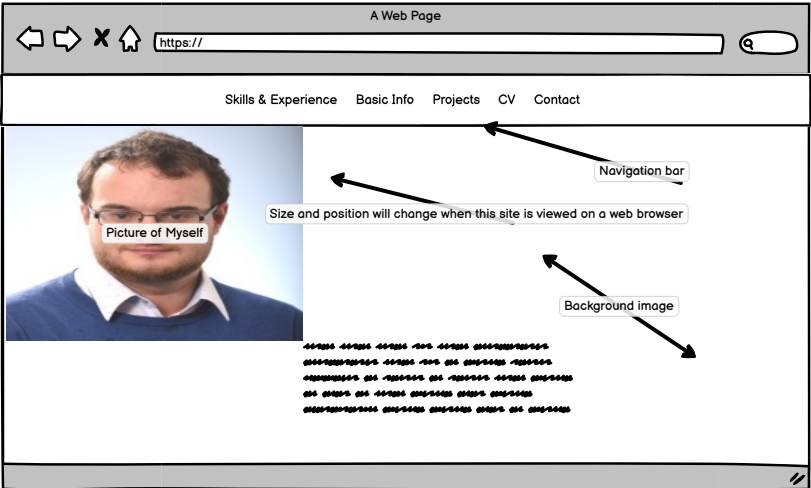 A Web Page
https://
Skills & Experience Basic Info Projects CV Contact
Navigation bar
Size and position will change when this site is viewed on a web browser
Picture of Myself
Background image